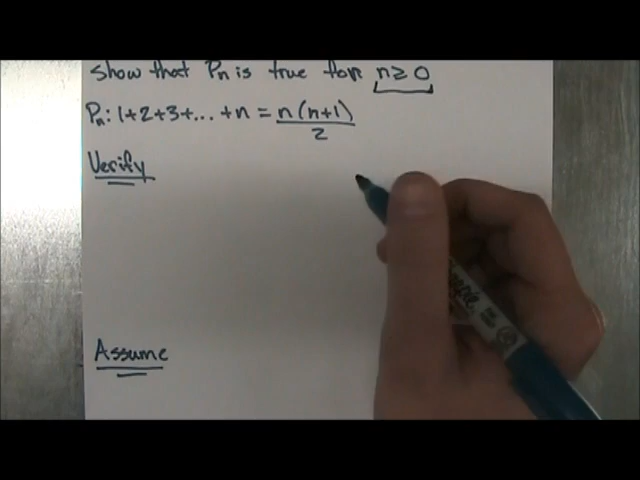 Show that Pn is true for: n ≥ 0
Pn: 1+2+3+... +n = n(n+1)/2
Verify
Assume